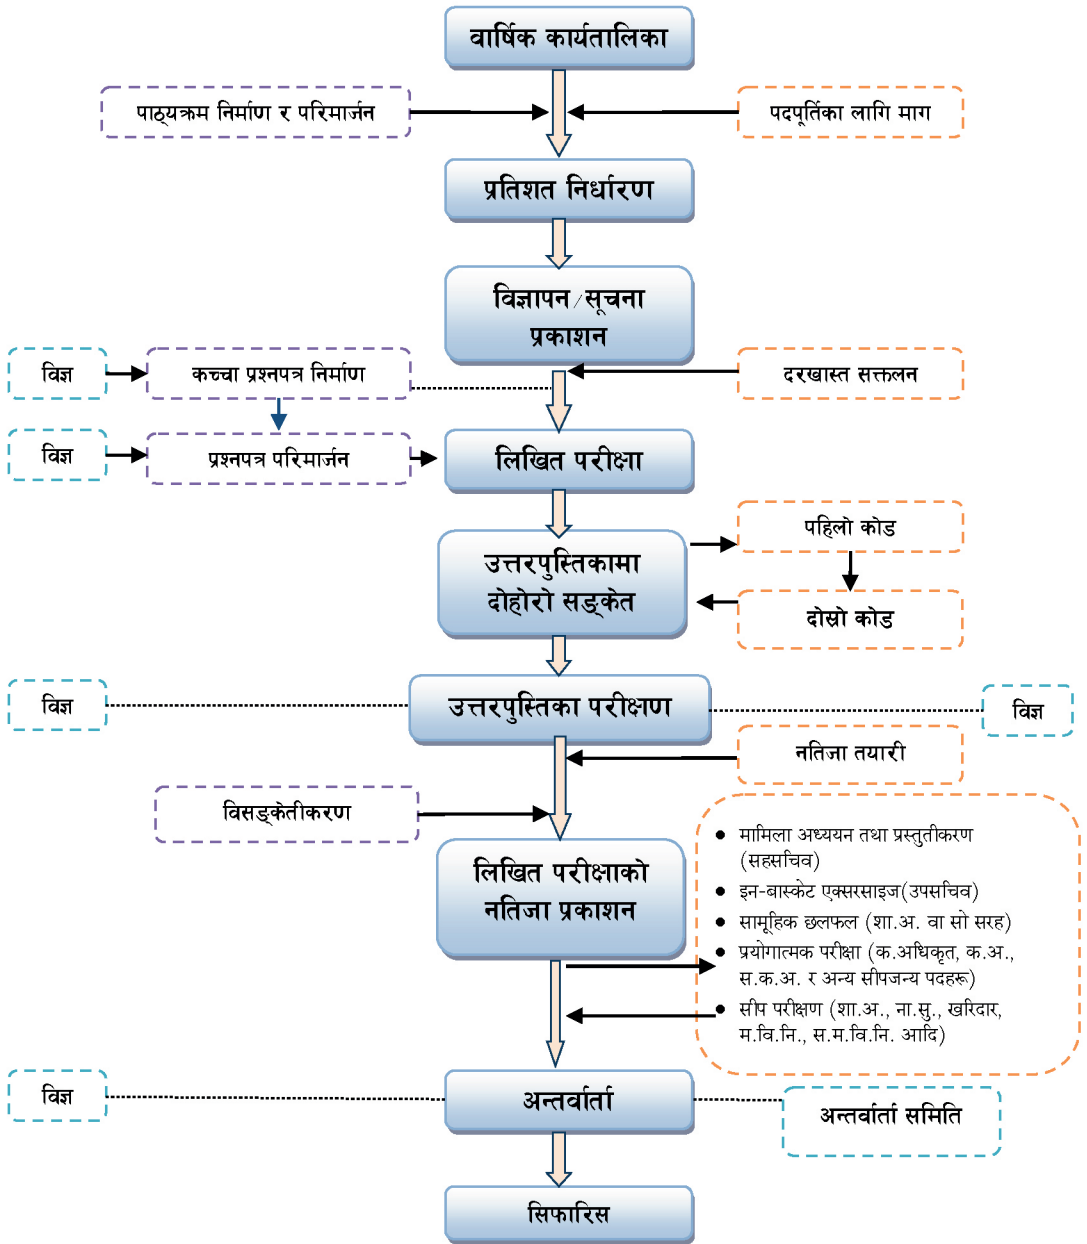 वार्षिक कार्यतालिका
पाठ्यक्रम निर्माण र परिमार्जन
पदपूर्तिका लागि माग
प्रतिशत निर्धारण
विज्ञापन/सूचना
प्रकाशन
विज्ञ
कच्चा प्रश्नपत्र निर्माण
दरखास्त सक्तलन
विज्ञ
प्रश्नपत्र परिमार्जन
लिखित परीक्षा
पहिलो कोड
उत्तरपुस्तिकामा
दोहोरो सङ्केत
दोस्रो कोड
विज्ञ
उत्तरपुस्तिका परीक्षण
विज्ञ
नतिजा तयारी
विसङ्केतीकरण
लिखित परीक्षाको
नतिजा प्रकाशन
• मामिला अध्ययन तथा प्रस्तुतीकरण
(सहसचिव)
• इन-बास्केट एक्सरसाइज(उपसचिव)
• सामूहिक छलफल (शा.अ. वा सो सरह)
• प्रयोगात्मक परीक्षा (क.अधिकृत, क.अ.,
स.क.अ. र अन्य सीपजन्य पदहरू)
• सीप परीक्षण (शा.अ., ना.सु., खरिदार,
म.वि.नि., स.म.वि.नि. आदि)
विज्ञ
अन्तर्वार्ता
अन्तर्वार्ता समिति
सिफारिस